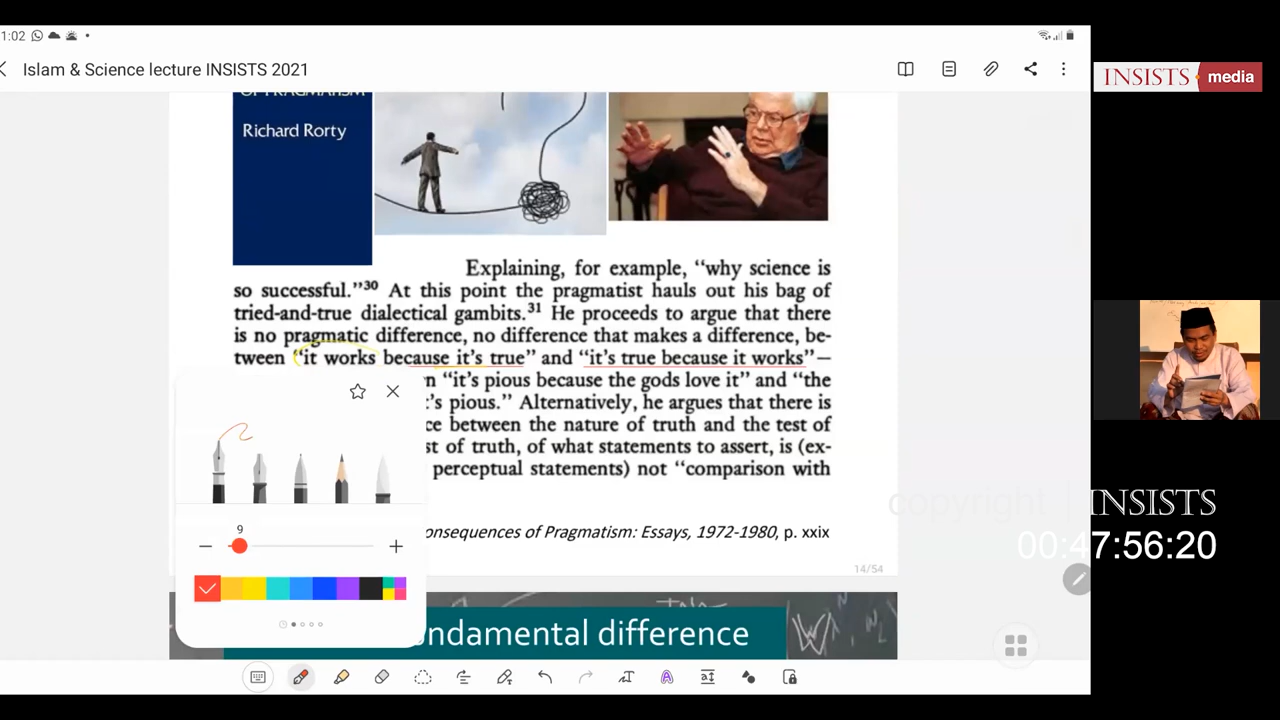 1:02
Islam & Science lecture INSISTS 2021
INSISTS media
OF PRAGMATISM
Richard Rorty
Explaining, for example, “why science is
so successful.”30 At this point the pragmatist hauls out his bag of
tried-and-true dialectical gambits.31 He proceeds to argue that there
is no pragmatic difference, no difference that makes a difference, be-
tween “it works because it’s true” and “it’s true because it works”—
“it’s pious because the gods love it” and “the
’s pious.” Alternatively, he argues that there is
between the nature of truth and the test of
of truth, of what statements to assert, is (ex-
perceptual statements) not “comparison with
onsequences of Pragmatism: Essays, 1972-1980, p. xxix
14/54
copyright | INSISTS
00:47:56:20
9
ndamental difference